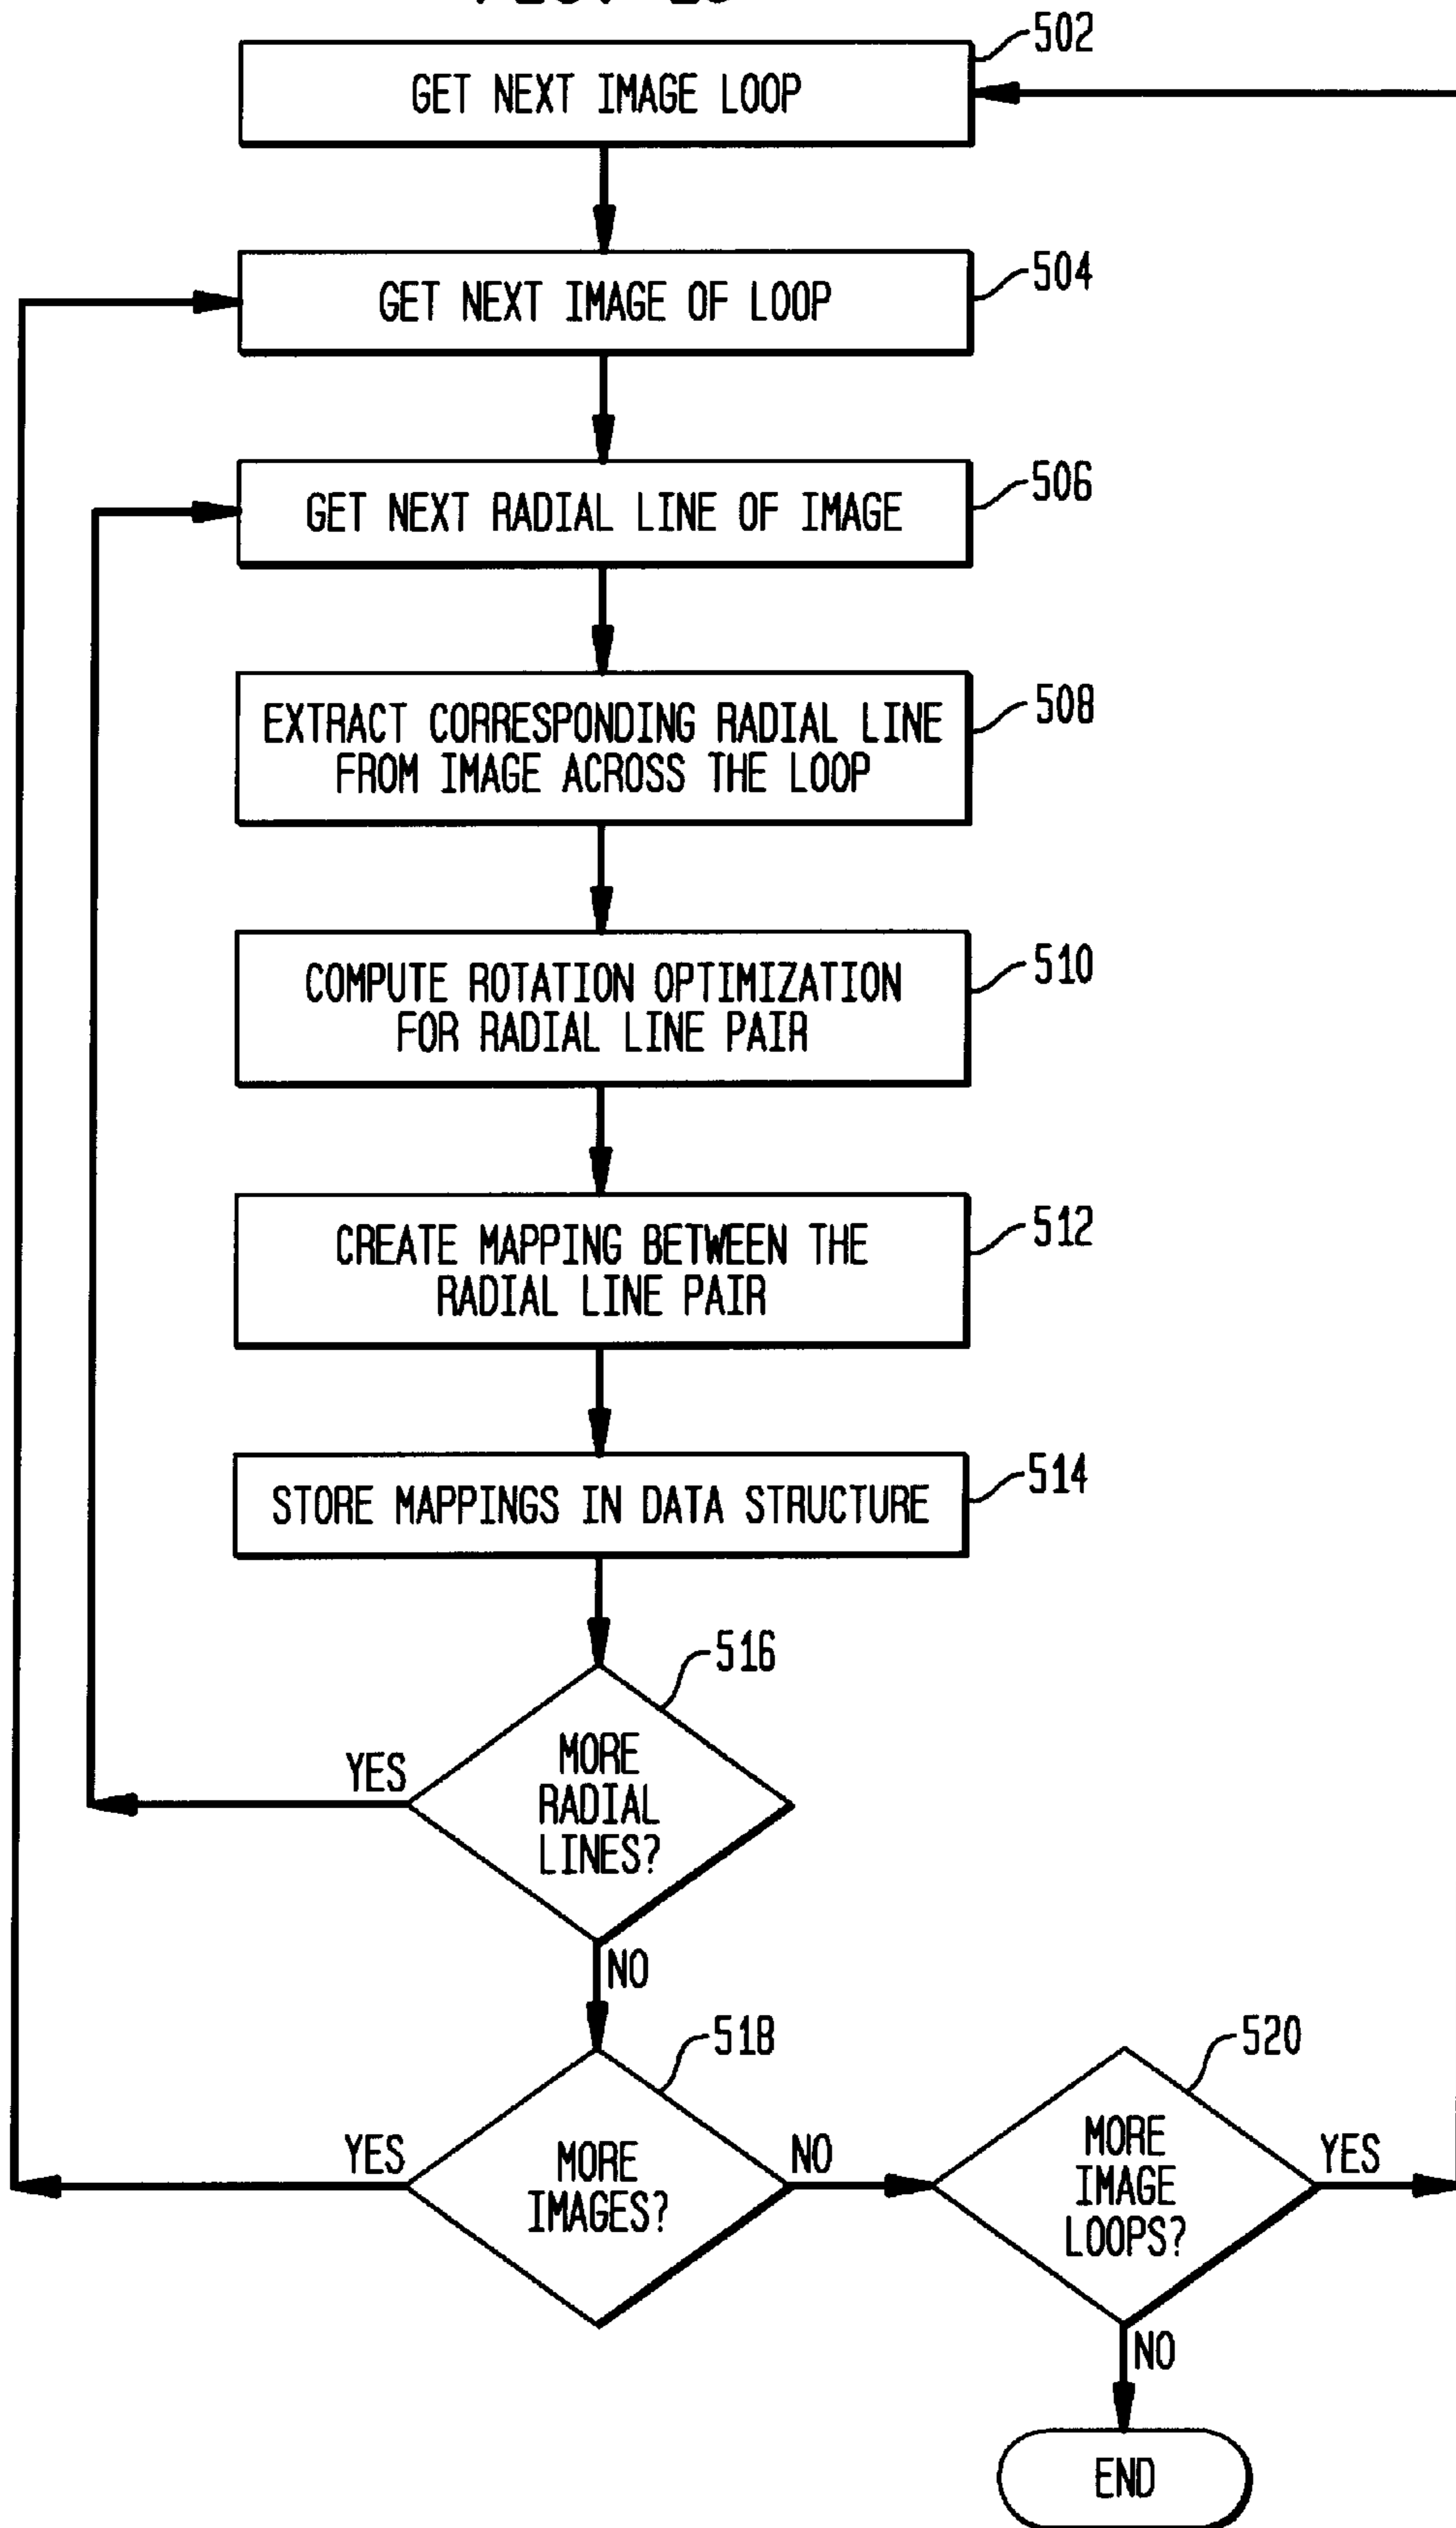 502
GET NEXT IMAGE LOOP
504
GET NEXT IMAGE OF LOOP
506
GET NEXT RADIAL LINE OF IMAGE
508
EXTRACT CORRESPONDING RADIAL LINE
FROM IMAGE ACROSS THE LOOP
510
COMPUTE ROTATION OPTIMIZATION
FOR RADIAL LINE PAIR
512
CREATE MAPPING BETWEEN THE
RADIAL LINE PAIR
514
STORE MAPPINGS IN DATA STRUCTURE
516
YES
MORE
RADIAL
LINES?
NO
518
520
YES
MORE
IMAGES?
NO
MORE
IMAGE
LOOPS?
YES
NO
END